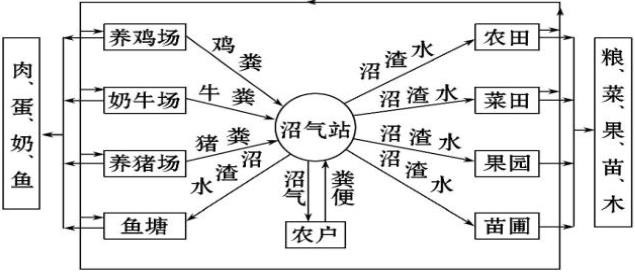 肉、蛋、奶、鱼
养鸡场
奶牛场
养猪场
鱼塘
鸡粪
牛粪
猪粪
沼渣水
沼气站
沼气
粪便
农户
沼渣水
沼渣水
沼渣水
沼渣水
农田
菜田
果园
苗圃
粮、菜、果、苗、木